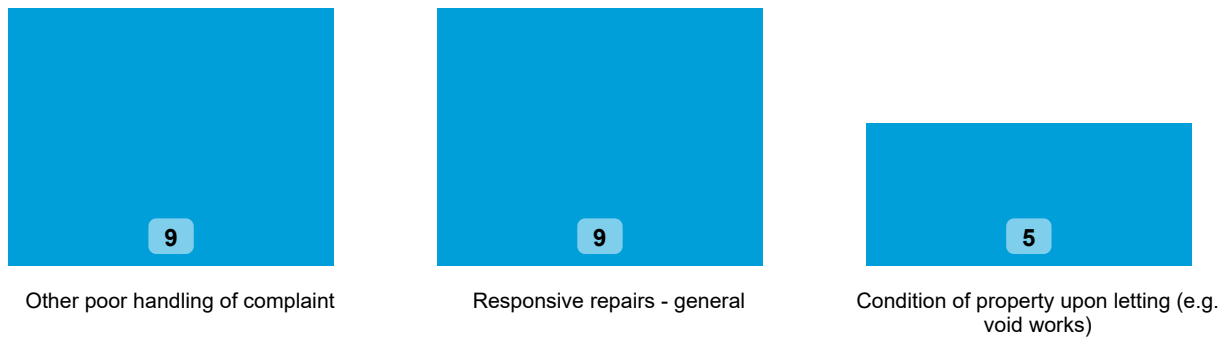 9
9
5
Other poor handling of complaint
Responsive repairs - general
Condition of property upon letting (e.g.
void works)